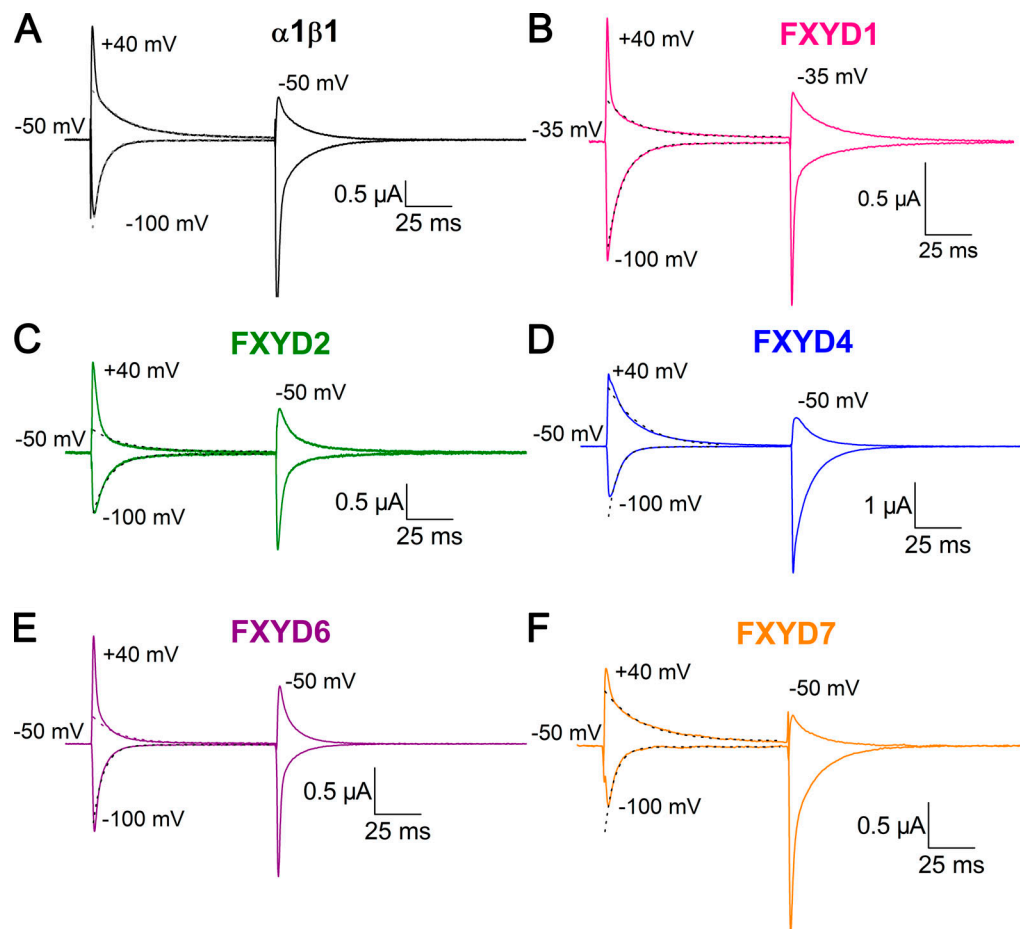 A
α1β1
+40 mV
-50 mV
-50 mV
-100 mV
0.5 µA
25 ms
B
FXYD1
+40 mV
-35 mV
-35 mV
-100 mV
0.5 µA
25 ms
C
FXYD2
+40 mV
-50 mV
-50 mV
-100 mV
0.5 µA
25 ms
D
FXYD4
+40 mV
-50 mV
-50 mV
-100 mV
1 µA
25 ms
E
FXYD6
+40 mV
-50 mV
-50 mV
-100 mV
0.5 µA
25 ms
F
FXYD7
+40 mV
-50 mV
-50 mV
-100 mV
0.5 µA
25 ms